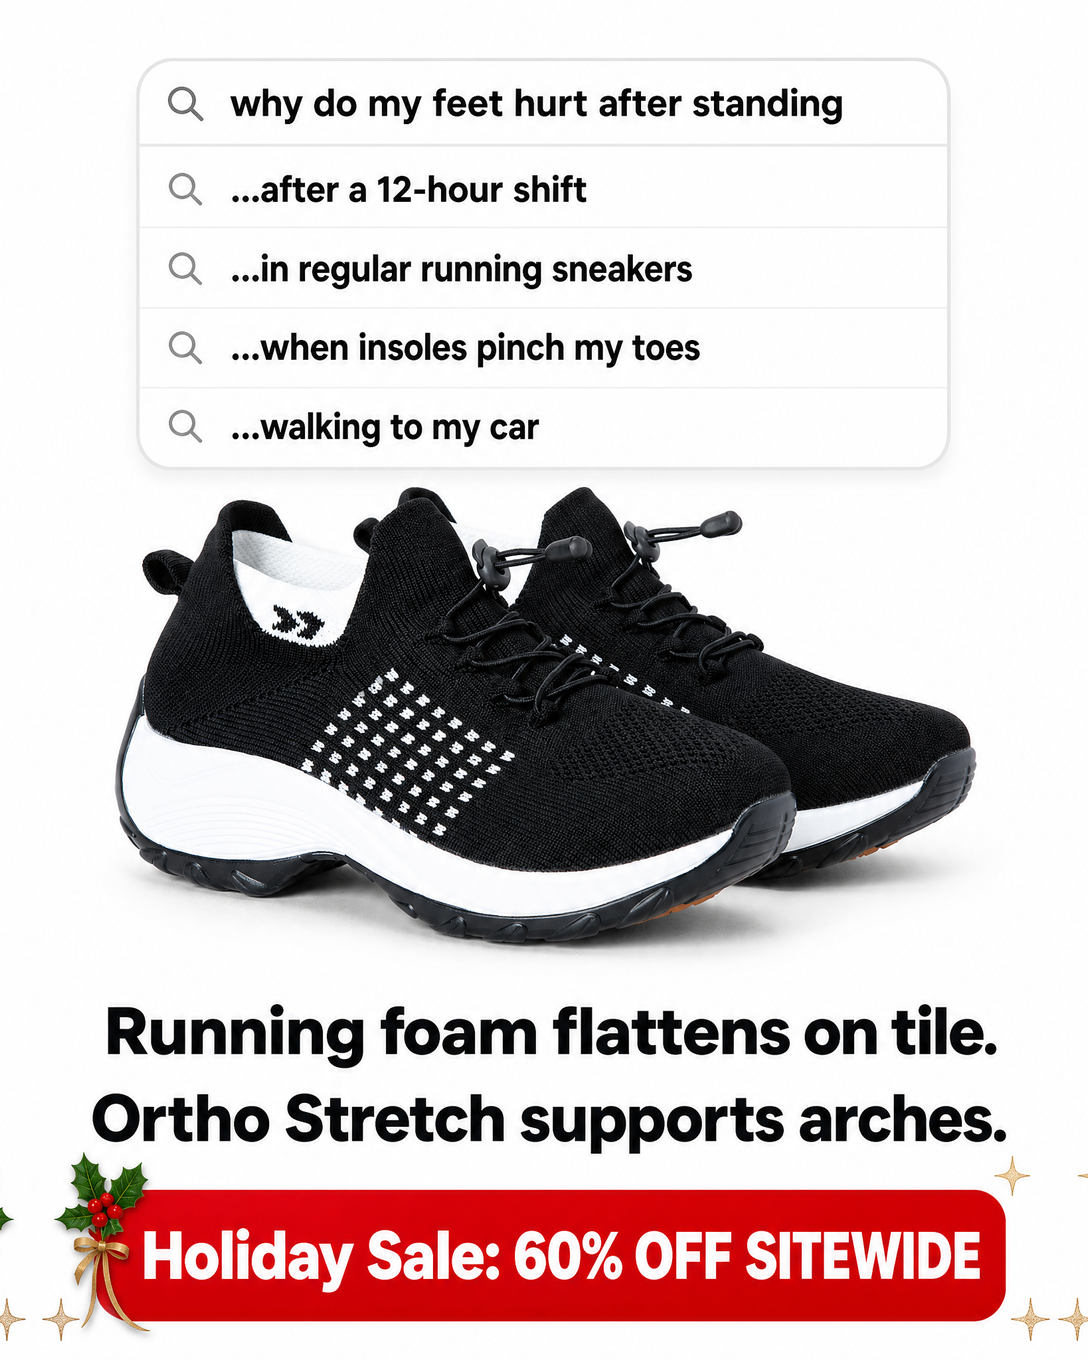 why do my feet hurt after standing
...after a 12-hour shift
...in regular running sneakers
...when insoles pinch my toes
...walking to my car
Running foam flattens on tile.
Ortho Stretch supports arches.
Holiday Sale: 60% OFF SITEWIDE